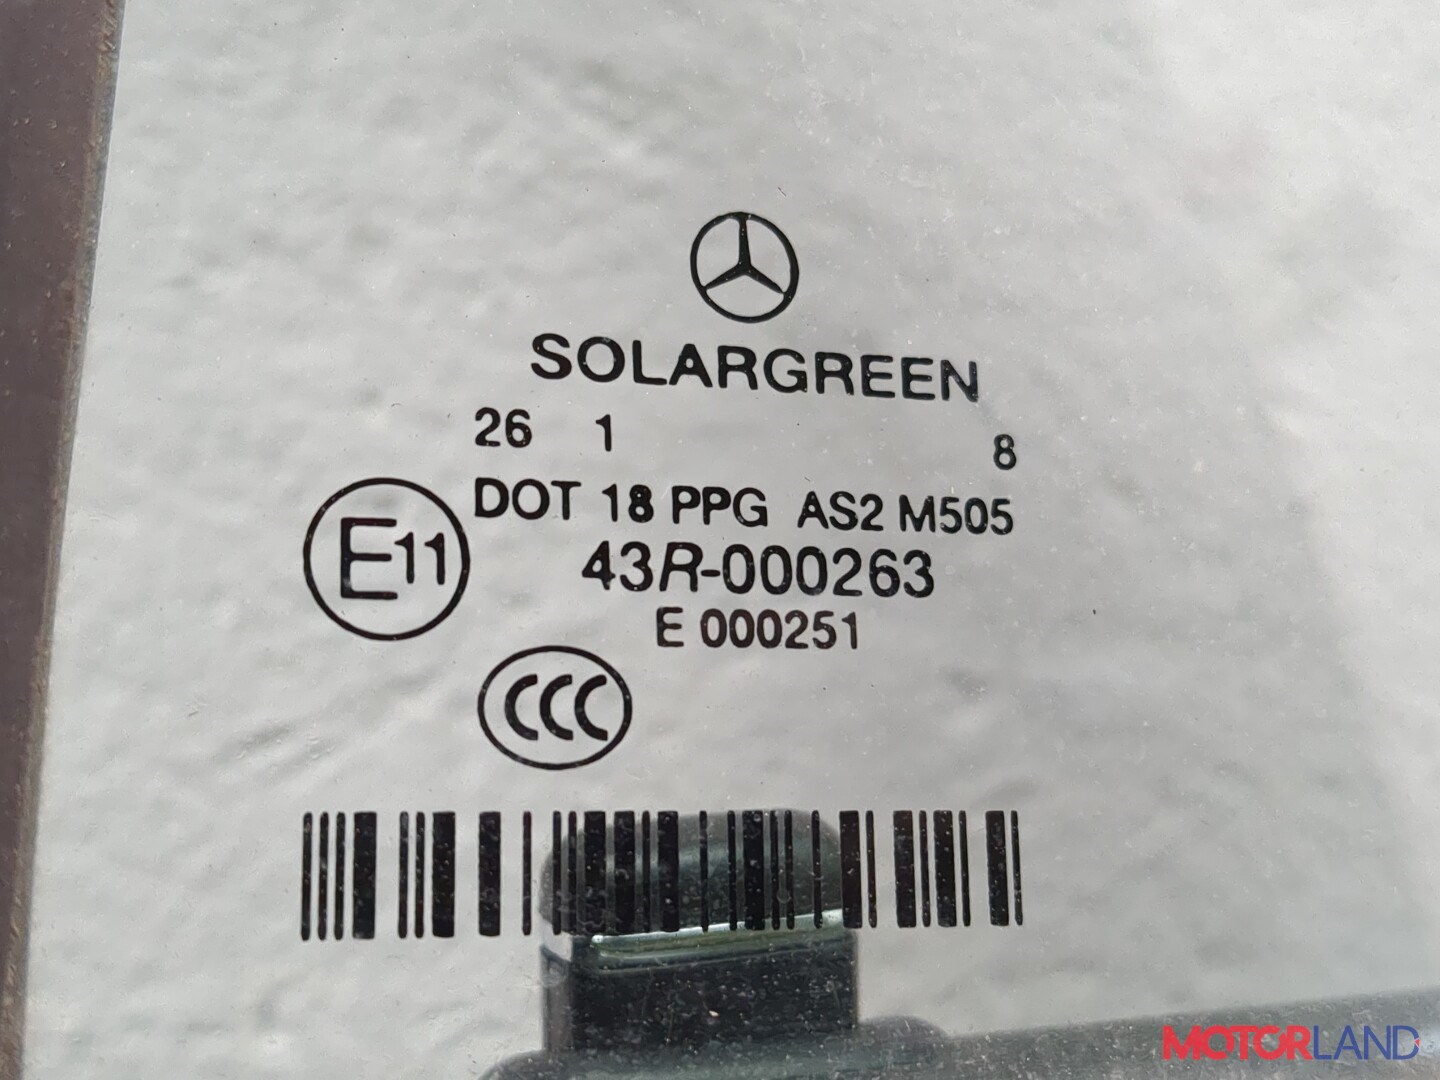 SOLARGREEN
26 1 8
DOT 18 PPG AS2 M505
E11
43R-000263
E 000251
CCC
MOTORLAND